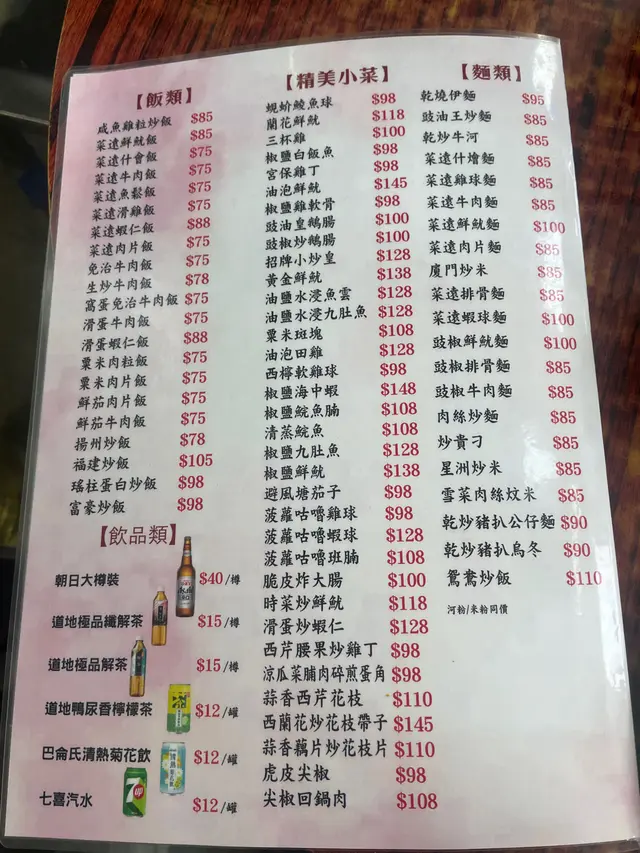 【飯類】
咸魚雞粒炒飯 $85
菜遠鮮魷飯 $85
菜遠什會飯 $75
菜遠牛肉飯 $75
菜遠魚鬆飯 $75
菜遠滑雞飯 $75
菜遠蝦仁飯 $88
菜遠肉片飯 $75
免治牛肉飯 $75
生炒牛肉飯 $78
窩蛋免治牛肉飯 $75
滑蛋牛肉飯 $75
滑蛋蝦仁飯 $88
粟米肉粒飯 $75
粟米肉片飯 $75
鮮茄肉片飯 $75
鮮茄牛肉飯 $75
揚州炒飯 $78
福建炒飯 $105
瑤柱蛋白炒飯 $98
富豪炒飯 $98
【飲品類】
朝日大樽裝 $40/樽
道地極品纖解茶 $15/樽
道地極品解茶 $15/樽
道地鴨尿香檸檬茶 $12/罐
巴侖氏清熱菊花飲 $12/罐
七喜汽水 $12/罐
【精美小菜】
蜆蚧鯪魚球 $98
蘭花鮮魷 $118
三杯雞 $100
椒鹽白飯魚 $98
宮保雞丁 $98
油泡鮮魷 $145
椒鹽雞軟骨 $98
豉油皇鵝腸 $100
豉椒炒鵝腸 $100
招牌小炒皇 $128
黃金鮮魷 $138
油鹽水浸魚雲 $128
油鹽水浸九肚魚 $128
粟米斑塊 $108
油泡田雞 $128
西檸軟雞球 $98
椒鹽海中蝦 $148
椒鹽鯇魚腩 $108
清蒸鯇魚 $108
椒鹽九肚魚 $128
椒鹽鮮魷 $138
避風塘茄子 $98
菠蘿咕嚕雞球 $98
菠蘿咕嚕蝦球 $128
菠蘿咕嚕班腩 $108
脆皮炸大腸 $100
時菜炒鮮魷 $118
滑蛋炒蝦仁 $128
西芹腰果炒雞丁 $98
涼瓜菜脯肉碎煎蛋角 $98
蒜香西芹花枝 $110
西蘭花炒花枝帶子 $145
蒜香藕片炒花枝片 $110
虎皮尖椒 $98
尖椒回鍋肉 $108
【麵類】
乾燒伊麵 $95
豉油王炒麵 $85
乾炒牛河 $85
菜遠什燴麵 $85
菜遠雞球麵 $85
菜遠牛肉麵 $85
菜遠鮮魷麵 $100
菜遠肉片麵 $85
廈門炒米 $85
菜遠排骨麵 $85
菜遠蝦球麵 $100
豉椒鮮魷麵 $100
豉椒排骨麵 $85
豉椒牛肉麵 $85
肉絲炒麵 $85
炒貴刁 $85
星洲炒米 $85
雪菜肉絲炆米 $85
乾炒豬扒公仔麵 $90
乾炒豬扒烏冬 $90
鴛鴦炒飯 $110
河粉/米粉同價